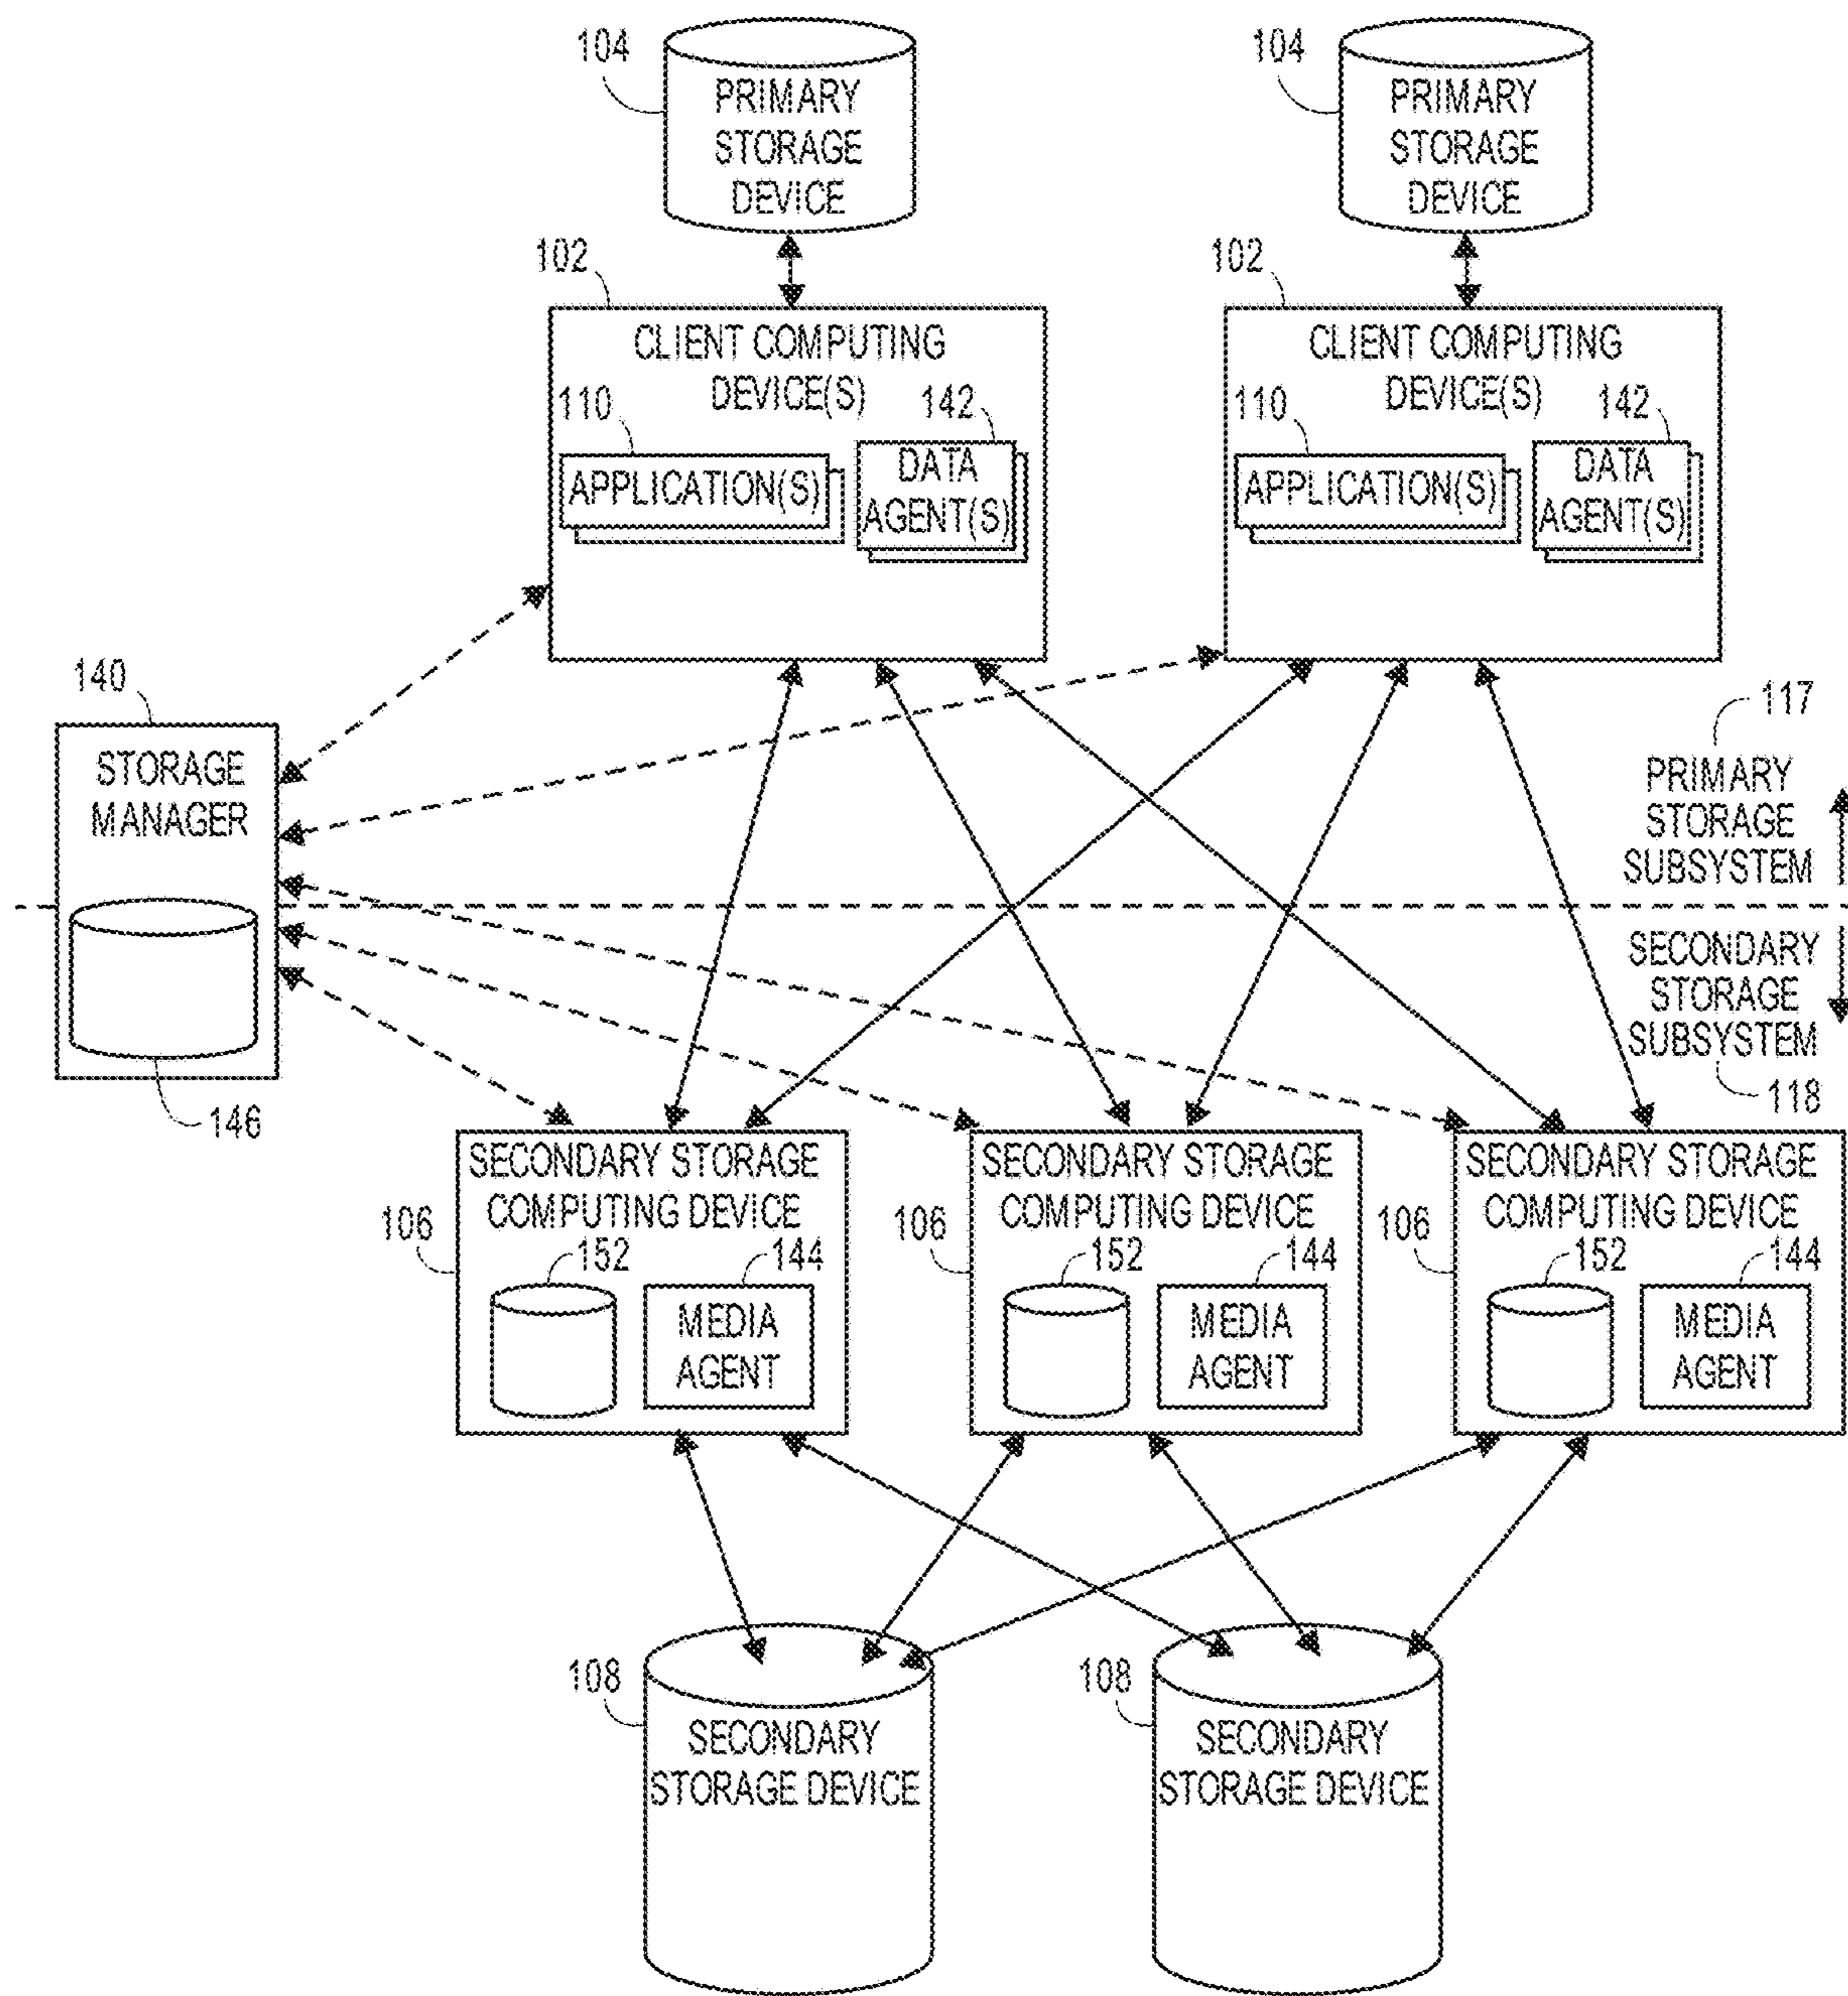 104
PRIMARY
STORAGE
DEVICE
104
PRIMARY
STORAGE
DEVICE
102
CLIENT COMPUTING
DEVICE(S)
110
142
APPLICATION(S)
DATA
AGENT(S)
102
CLIENT COMPUTING
DEVICE(S)
110
142
APPLICATION(S)
DATA
AGENT(S)
140
STORAGE
MANAGER
146
117
PRIMARY
STORAGE
SUBSYSTEM
SECONDARY
STORAGE
SUBSYSTEM
118
106
SECONDARY STORAGE
COMPUTING DEVICE
152
144
MEDIA
AGENT
106
SECONDARY STORAGE
COMPUTING DEVICE
152
144
MEDIA
AGENT
106
SECONDARY STORAGE
COMPUTING DEVICE
152
144
MEDIA
AGENT
108
SECONDARY
STORAGE DEVICE
108
SECONDARY
STORAGE DEVICE